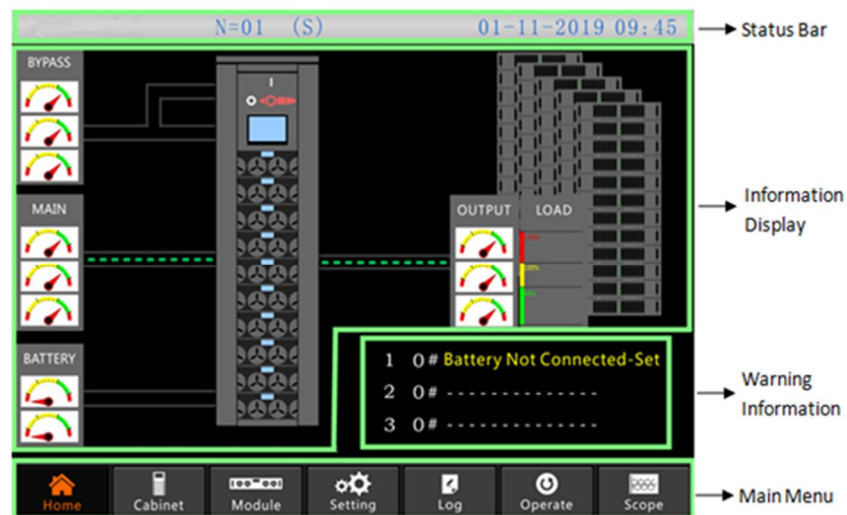 N=01 (S) 01-11-2019 09:45
Status Bar
BYPASS
MAIN
OUTPUT LOAD
Information
Display
BATTERY
1 0# Battery Not Connected-Set
2 0# --------------
3 0# --------------
Warning
Information
Home Cabinet Module Setting Log Operate Scope
Main Menu